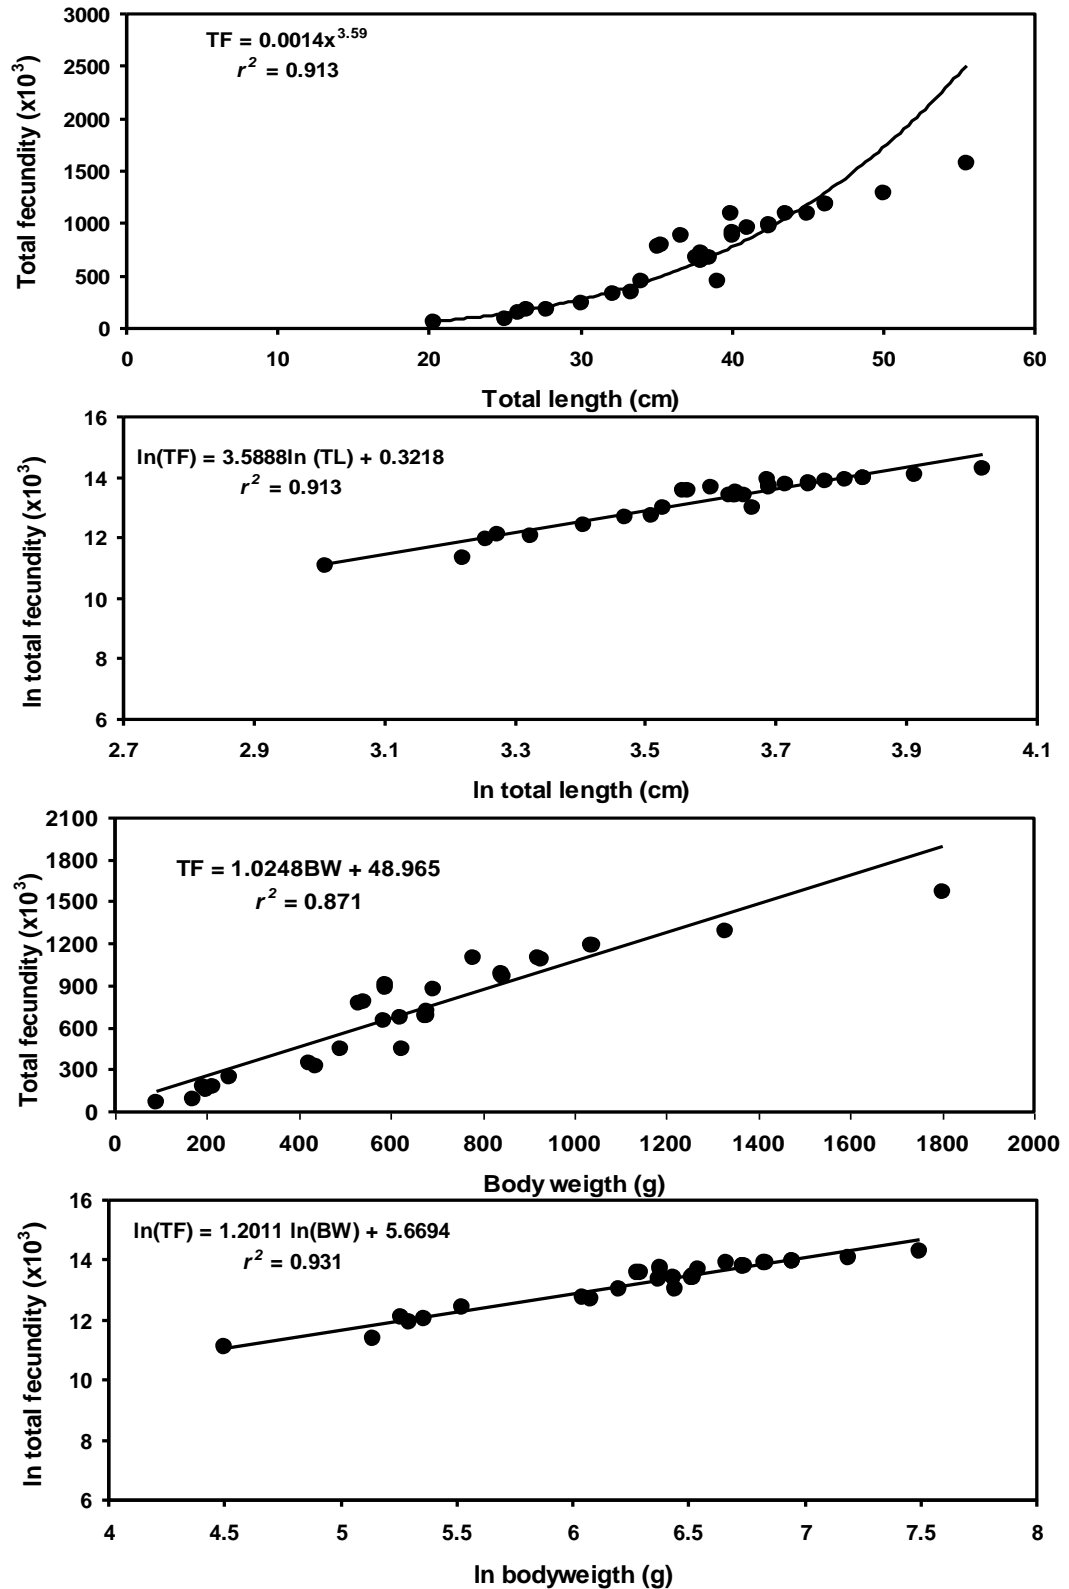 TF = 0.0014x^3.59
r² = 0.913
Total fecundity (x10³)
3000
2500
2000
1500
1000
500
0
0 10 20 30 40 50 60
Total length (cm)
ln(TF) = 3.5888ln (TL) + 0.3218
r² = 0.913
ln total fecundity (x10³)
16
14
12
10
8
6
2.7 2.9 3.1 3.3 3.5 3.7 3.9 4.1
ln total length (cm)
TF = 1.0248BW + 48.965
r² = 0.871
Total fecundity (x10³)
2100
1800
1500
1200
900
600
300
0
0 200 400 600 800 1000 1200 1400 1600 1800 2000
Body weigth (g)
ln(TF) = 1.2011 ln(BW) + 5.6694
r² = 0.931
ln total fecundity (x10³)
16
14
12
10
8
6
4 4.5 5 5.5 6 6.5 7 7.5 8
ln bodyweigth (g)